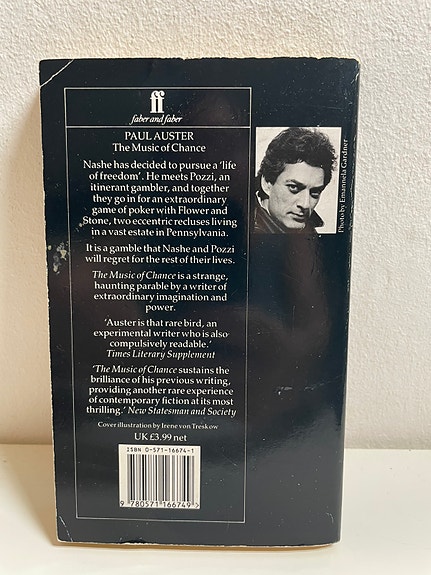 ff
faber and faber
PAUL AUSTER
The Music of Chance
Nashe has decided to pursue a 'life
of freedom'. He meets Pozzi, an
itinerant gambler, and together
they go in for an extraordinary
game of poker with Flower and
Stone, two eccentric recluses living
in a vast estate in Pennsylvania.
It is a gamble that Nashe and Pozzi
will regret for the rest of their lives.
The Music of Chance is a strange,
haunting parable by a writer of
extraordinary imagination and
power.
'Auster is that rare bird, an
experimental writer who is also
compulsively readable.'
Times Literary Supplement
'The Music of Chance sustains the
brilliance of his previous writing,
providing another rare experience
of contemporary fiction at its most
thrilling.' New Statesman and Society
Cover illustration by Irene von Treskow
UK £3.99 net
ISBN 0-571-16674-1
9 780571 166749
Photo by Emannela Gardner